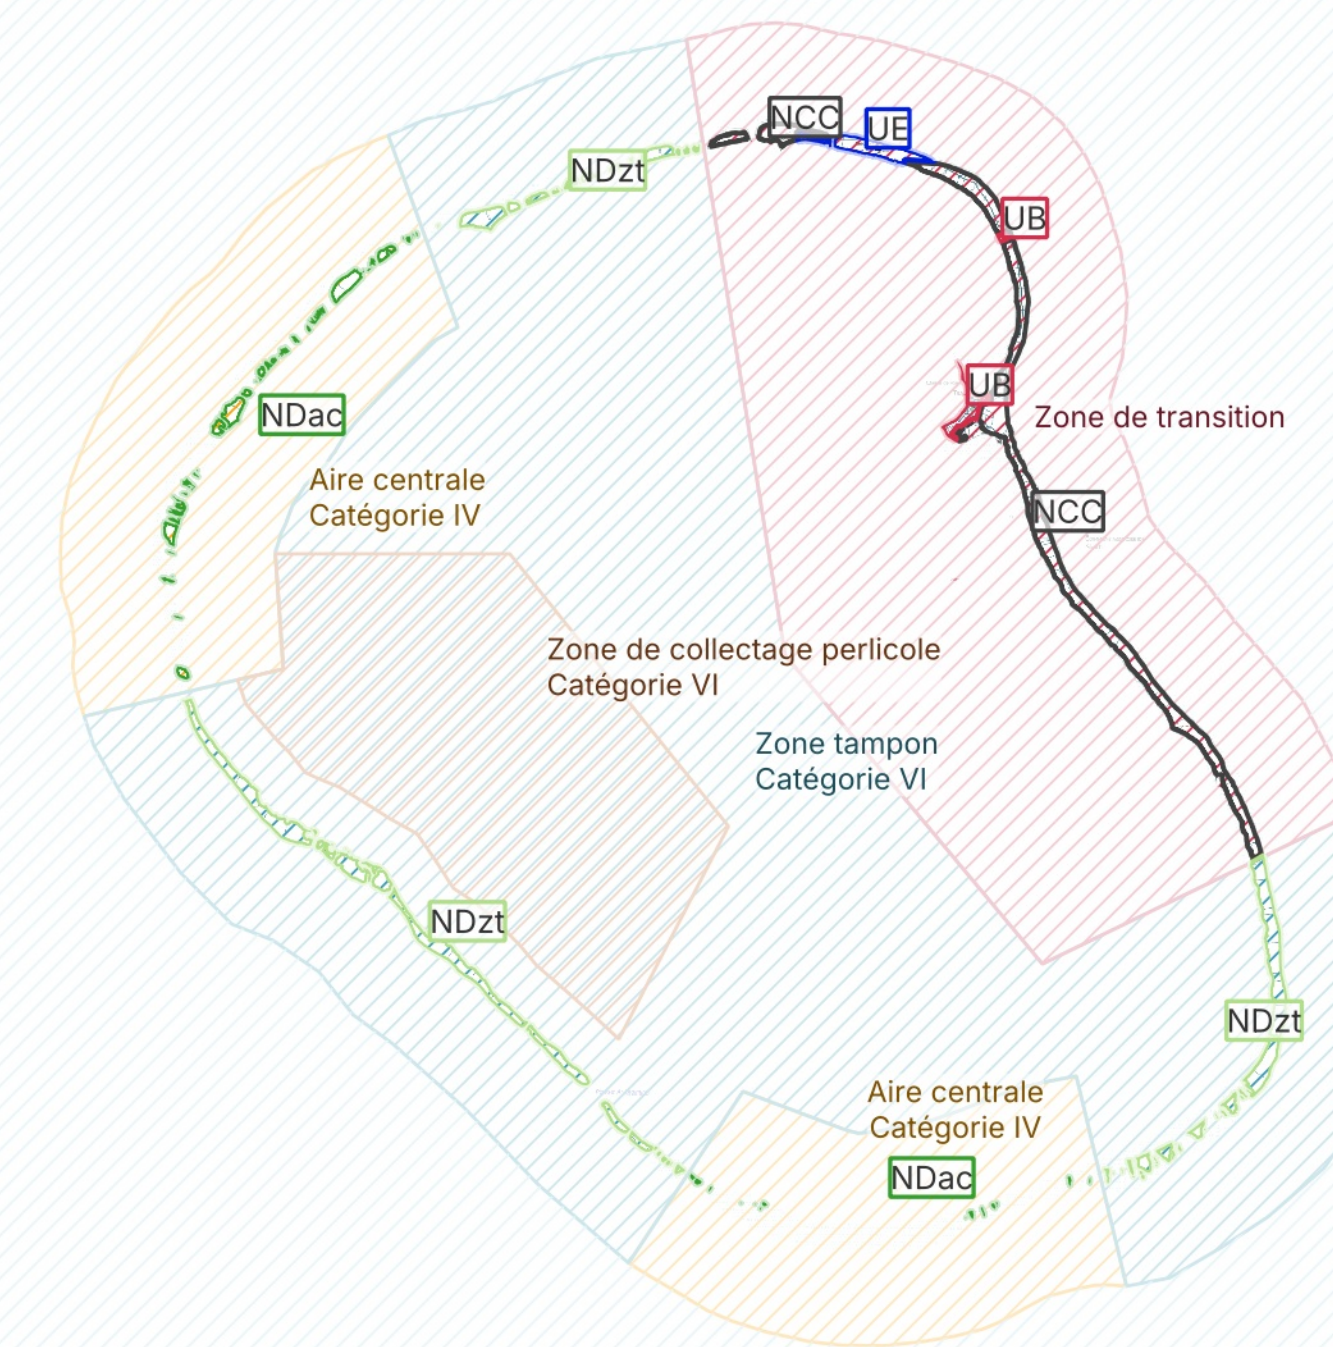 NCC
UE
NDzt
UB
UB
NDac
Zone de transition
Aire centrale
Catégorie IV
NCC
Zone de collectage perlicole
Catégorie VI
Zone tampon
Catégorie VI
NDzt
NDzt
Aire centrale
Catégorie IV
NDac